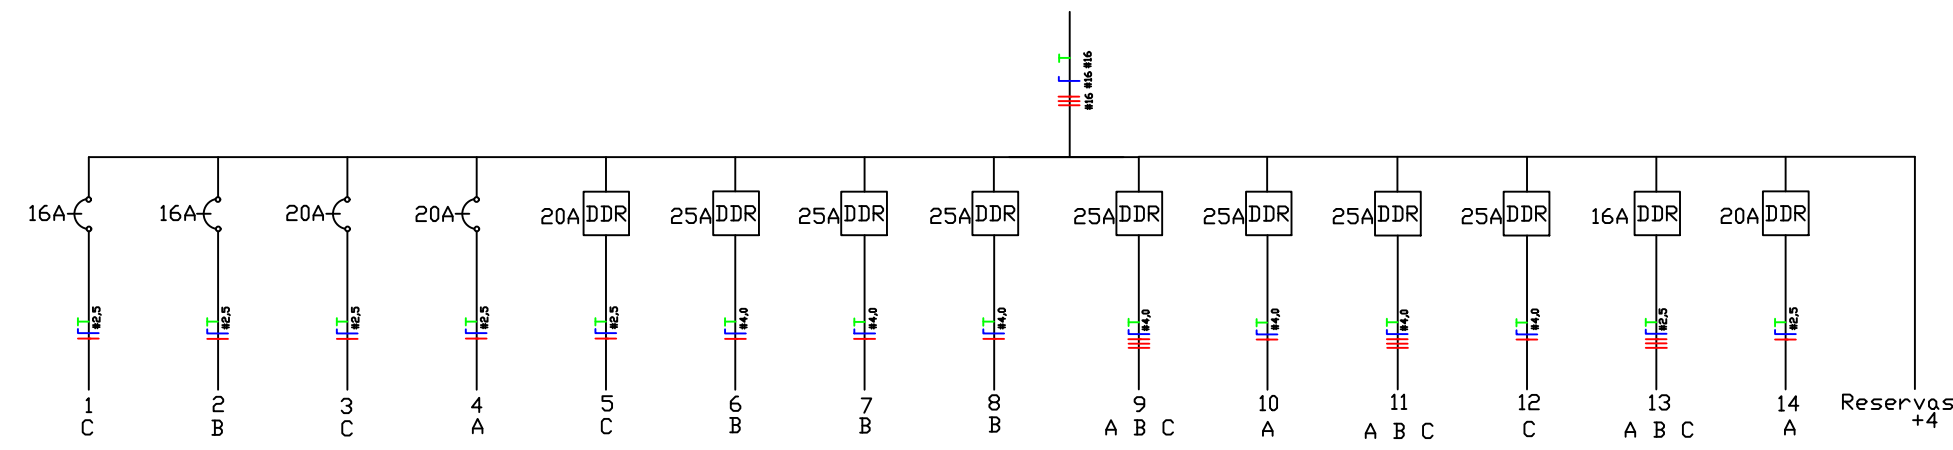 #16 #16 #16
16A 16A 20A 20A 20A DDR 25A DDR 25A DDR 25A DDR 25A DDR 25A DDR 25A DDR 25A DDR 16A DDR 20A DDR
#2,5 #2,5 #2,5 #2,5 #2,5 #4,0 #4,0 #4,0 #4,0 #4,0 #4,0 #4,0 #2,5 #2,5
1 2 3 4 5 6 7 8 9 10 11 12 13 14 Reservas
C B C A C B B B A B C A A B C C A B C A +4